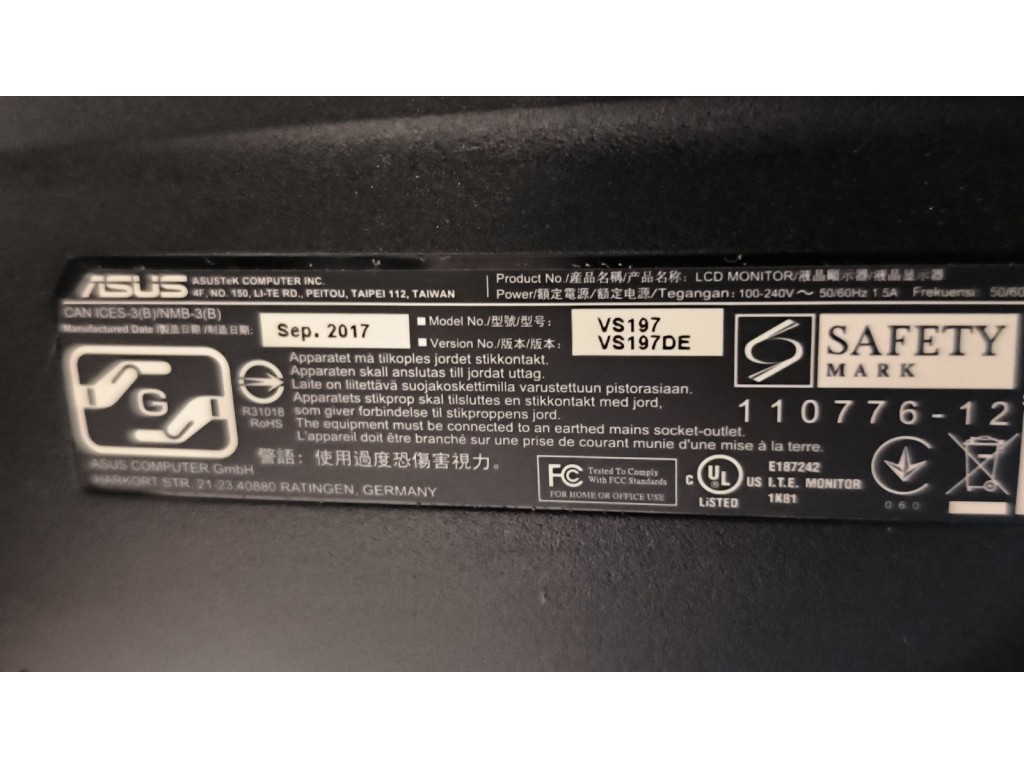 ASUS
ASUSTeK COMPUTER INC.
4F, NO. 150, LI-TE RD., PEITOU, TAIPEI 112, TAIWAN
Product No./產品名稱/产品名称: LCD MONITOR/液晶顯示器/液晶显示器
Power/額定電源/额定电源/Tegangan: 100-240V～ 50/60Hz 1.5A Frekuensi: 50/60
CAN ICES-3(B)/NMB-3(B)
Manufactured Date /製造日期 /制造日期:
Sep. 2017
Model No./型號/型号:
VS197
Version No./版本/版本:
VS197DE
SAFETY
MARK
110776-12
G
R31018
RoHS
Apparatet må tilkoples jordet stikkontakt.
Apparaten skall anslutas till jordat uttag.
Laite on liitettävä suojakoskettimilla varustettuun pistorasiaan.
Apparatets stikprop skal tilsluttes en stikkontakt med jord,
som giver forbindelse til stikproppens jord.
The equipment must be connected to an earthed mains socket-outlet.
L'appareil doit être branché sur une prise de courant munie d'une mise à la terre.
警語: 使用過度恐傷害視力。
ASUS COMPUTER GmbH
HARKORT STR. 21-23,40880 RATINGEN, GERMANY
FC Tested To Comply
With FCC Standards
FOR HOME OR OFFICE USE
C UL US
LISTED
E187242
I.T.E. MONITOR
1K81
060